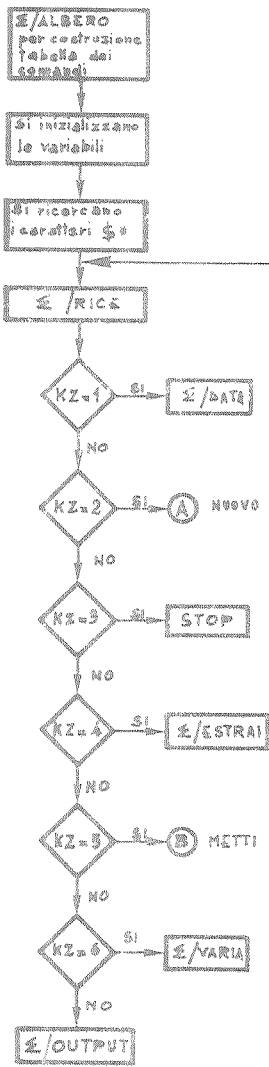 Σ/ALBERO
per costruzione
tabella dei
comandi
Si inizializzano
le variabili
Si ricercano
i caratteri $ o
Σ/RICE
KZ=1
SI
Σ/DATA
NO
KZ=2
SI
A
NUOVO
NO
KZ=3
SI
STOP
NO
KZ=4
SI
Σ/ESTRAI
NO
KZ=5
SI
B
METTI
NO
KZ=6
SI
Σ/VARIA
NO
Σ/OUTPUT